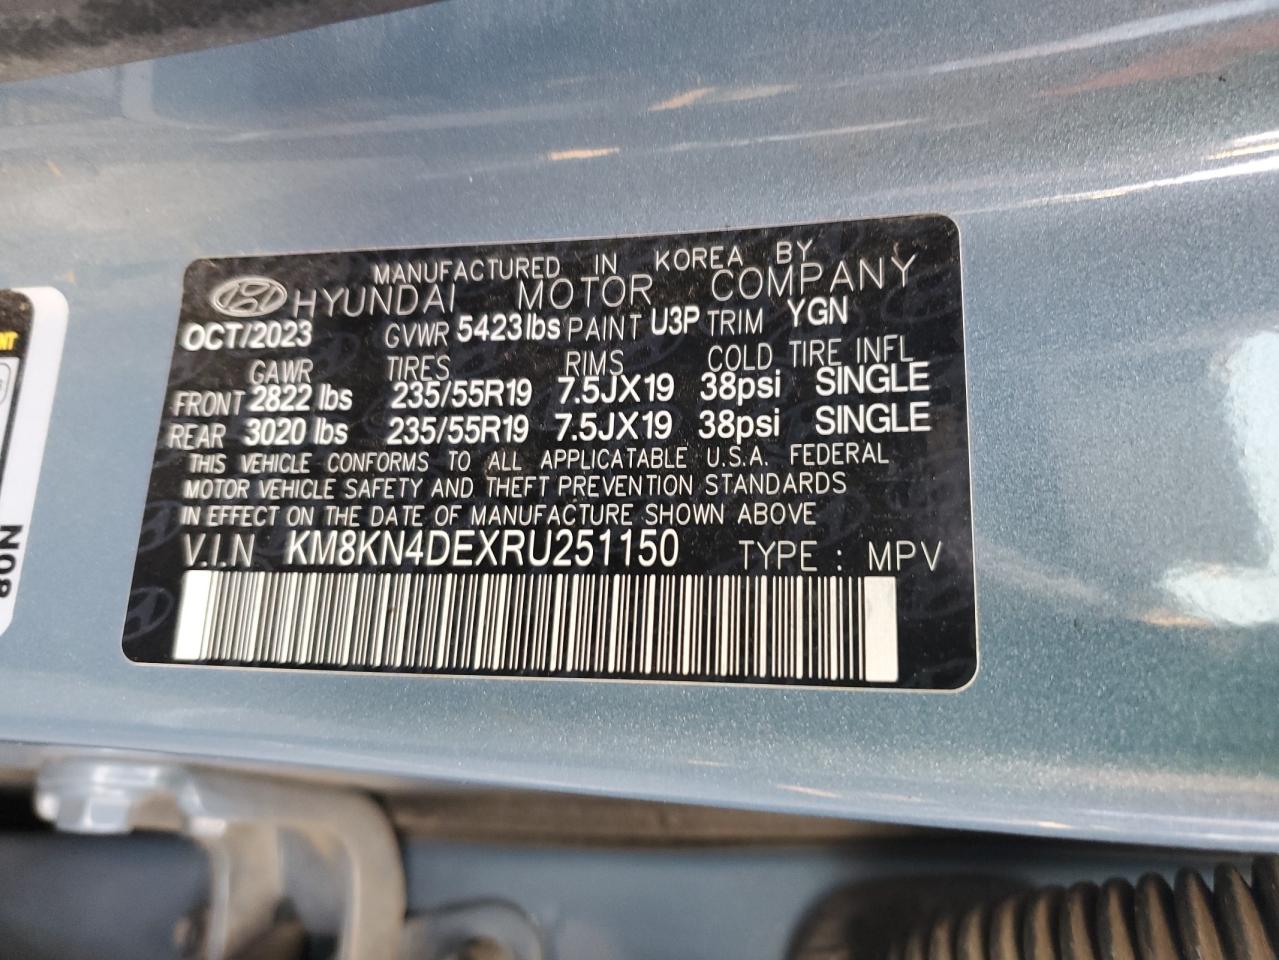 MANUFACTURED IN KOREA BY
HYUNDAI MOTOR COMPANY
OCT/2023 GVWR 5423lbs PAINT U3P TRIM YGN
GAWR TIRES RIMS COLD TIRE INFL
FRONT 2822 lbs 235/55R19 7.5JX19 38psi SINGLE
REAR 3020 lbs 235/55R19 7.5JX19 38psi SINGLE
THIS VEHICLE CONFORMS TO ALL APPLICATABLE U.S.A. FEDERAL
MOTOR VEHICLE SAFETY AND THEFT PREVENTION STANDARDS
IN EFFECT ON THE DATE OF MANUFACTURE SHOWN ABOVE
V.I.N KM8KN4DEXRU251150 TYPE : MPV
NT